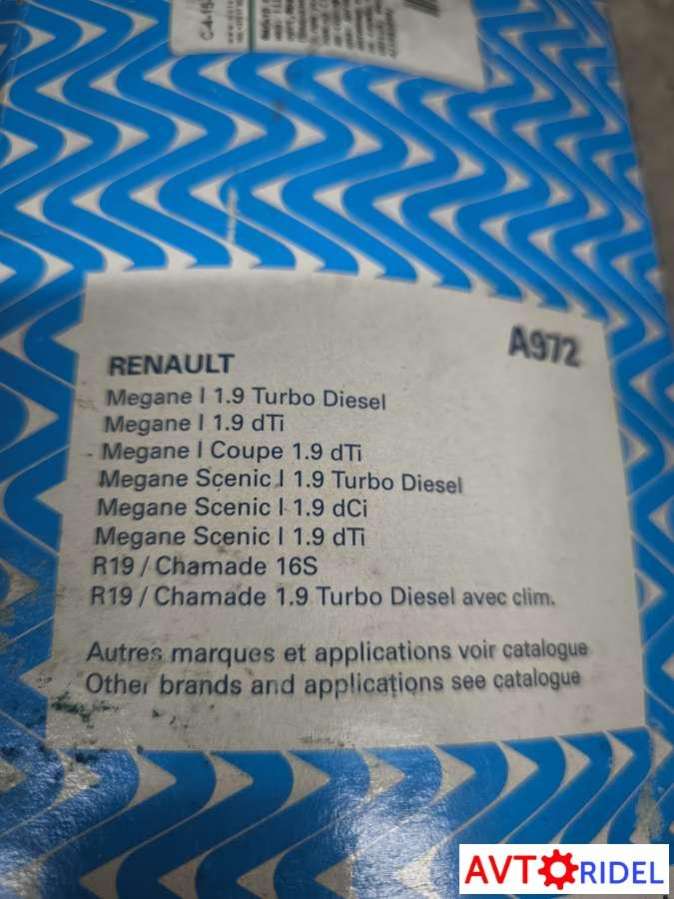 A972
RENAULT
Megane I 1.9 Turbo Diesel
Megane I 1.9 dTi
Megane I Coupe 1.9 dTi
Megane Scenic I 1.9 Turbo Diesel
Megane Scenic I 1.9 dCi
Megane Scenic I 1.9 dTi
R19 / Chamade 16S
R19 / Chamade 1.9 Turbo Diesel avec clim.
Autres marques et applications voir catalogue
Other brands and applications see catalogue
AVTORIDEL